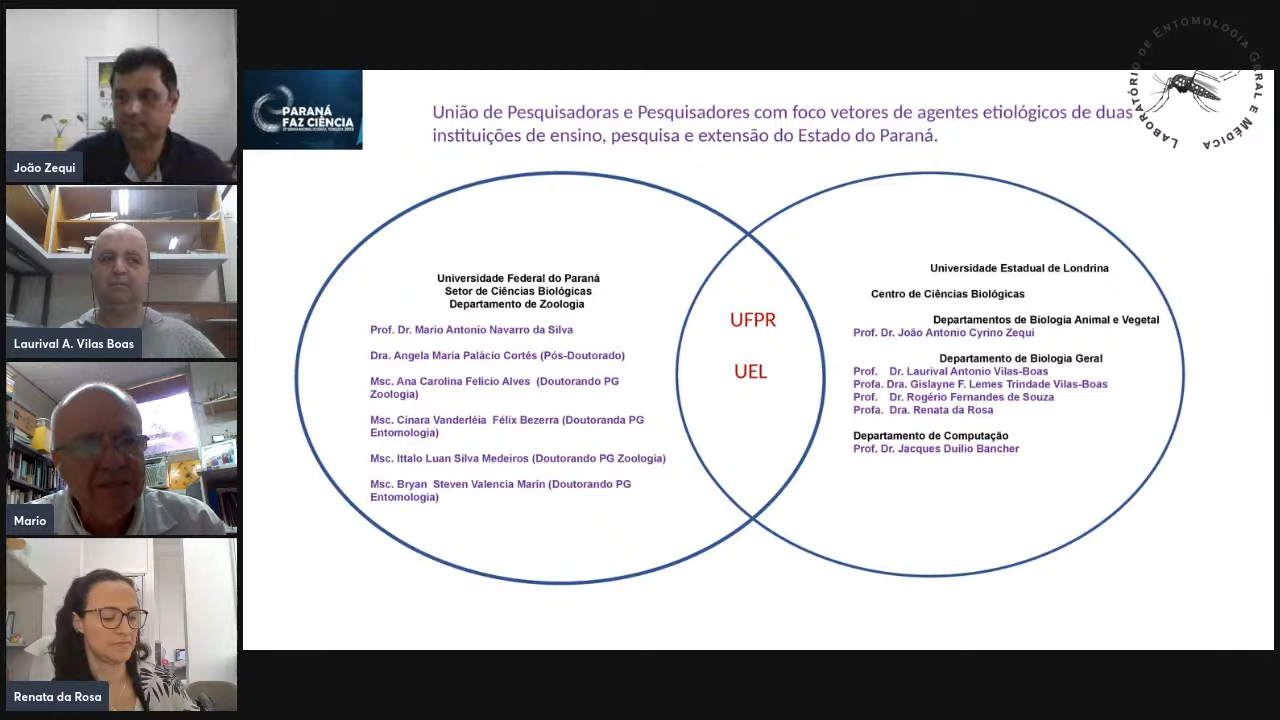 João Zequi
Laurival A. Vilas Boas
Mario
Renata da Rosa
PARANÁ
FAZ CIÊNCIA
LABORATÓRIO DE ENTOMOLOGIA GERAL E MÉDICA
União de Pesquisadoras e Pesquisadores com foco vetores de agentes etiológicos de duas
instituições de ensino, pesquisa e extensão do Estado do Paraná.
Universidade Federal do Paraná
Setor de Ciências Biológicas
Departamento de Zoologia
Prof. Dr. Mario Antonio Navarro da Silva
Dra. Angela Maria Palácio Cortés (Pós-Doutorado)
Msc. Ana Carolina Felício Alves (Doutorando PG
Zoologia)
Msc. Cinara Vanderléia Félix Bezerra (Doutoranda PG
Entomologia)
Msc. Ittalo Luan Silva Medeiros (Doutorando PG Zoologia)
Msc. Bryan Steven Valencia Marín (Doutorando PG
Entomologia)
UFPR
UEL
Universidade Estadual de Londrina
Centro de Ciências Biológicas
Departamentos de Biologia Animal e Vegetal
Prof. Dr. João Antonio Cyrino Zequi
Departamento de Biologia Geral
Prof. Dr. Laurival Antonio Vilas-Boas
Profa. Dra. Gislayne F. Lemes Trindade Vilas-Boas
Prof. Dr. Rogério Fernandes de Souza
Profa. Dra. Renata da Rosa
Departamento de Computação
Prof. Dr. Jacques Duilio Bancher